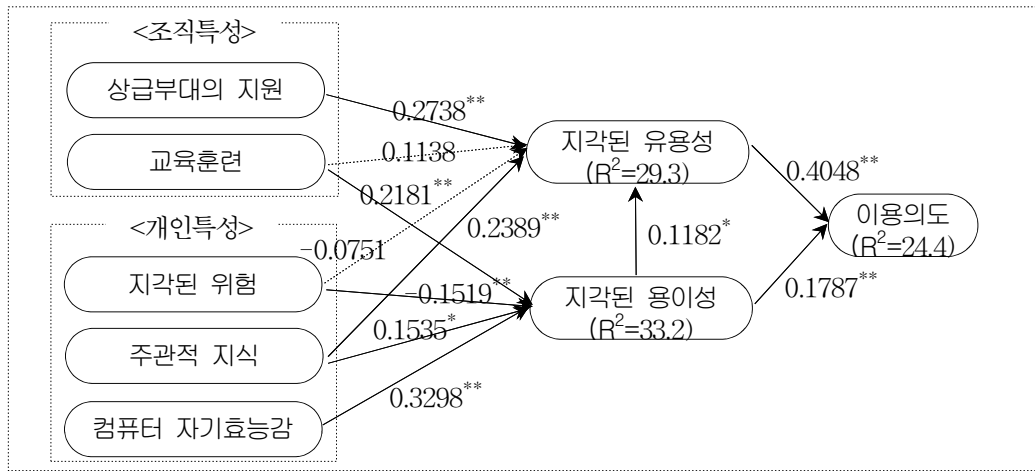 <조직특성>
상급부대의 지원
0.2738**
교육훈련
0.1138
지각된 유용성
(R²=29.3)
0.2181**
0.4048**
<개인특성>
0.2389**
이용의도
(R²=24.4)
-0.0751
0.1182*
지각된 위험
-0.1519**
지각된 용이성
(R²=33.2)
0.1787**
0.1535*
주관적 지식
0.3298**
컴퓨터 자기효능감